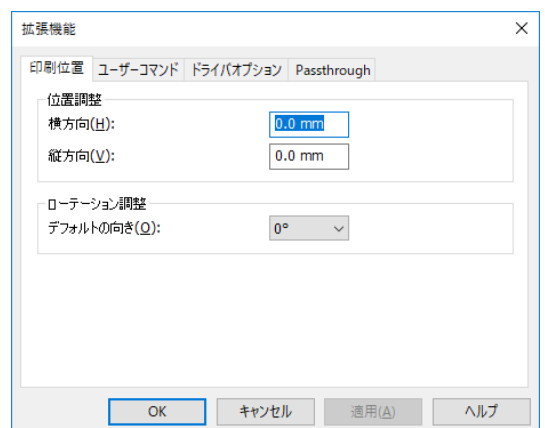 拡張機能
印刷位置 ユーザーコマンド ドライバオプション Passthrough
位置調整
横方向(H): 0.0 mm
縦方向(V): 0.0 mm
ローテーション調整
デフォルトの向き(O): 0°
OK キャンセル 適用(A) ヘルプ